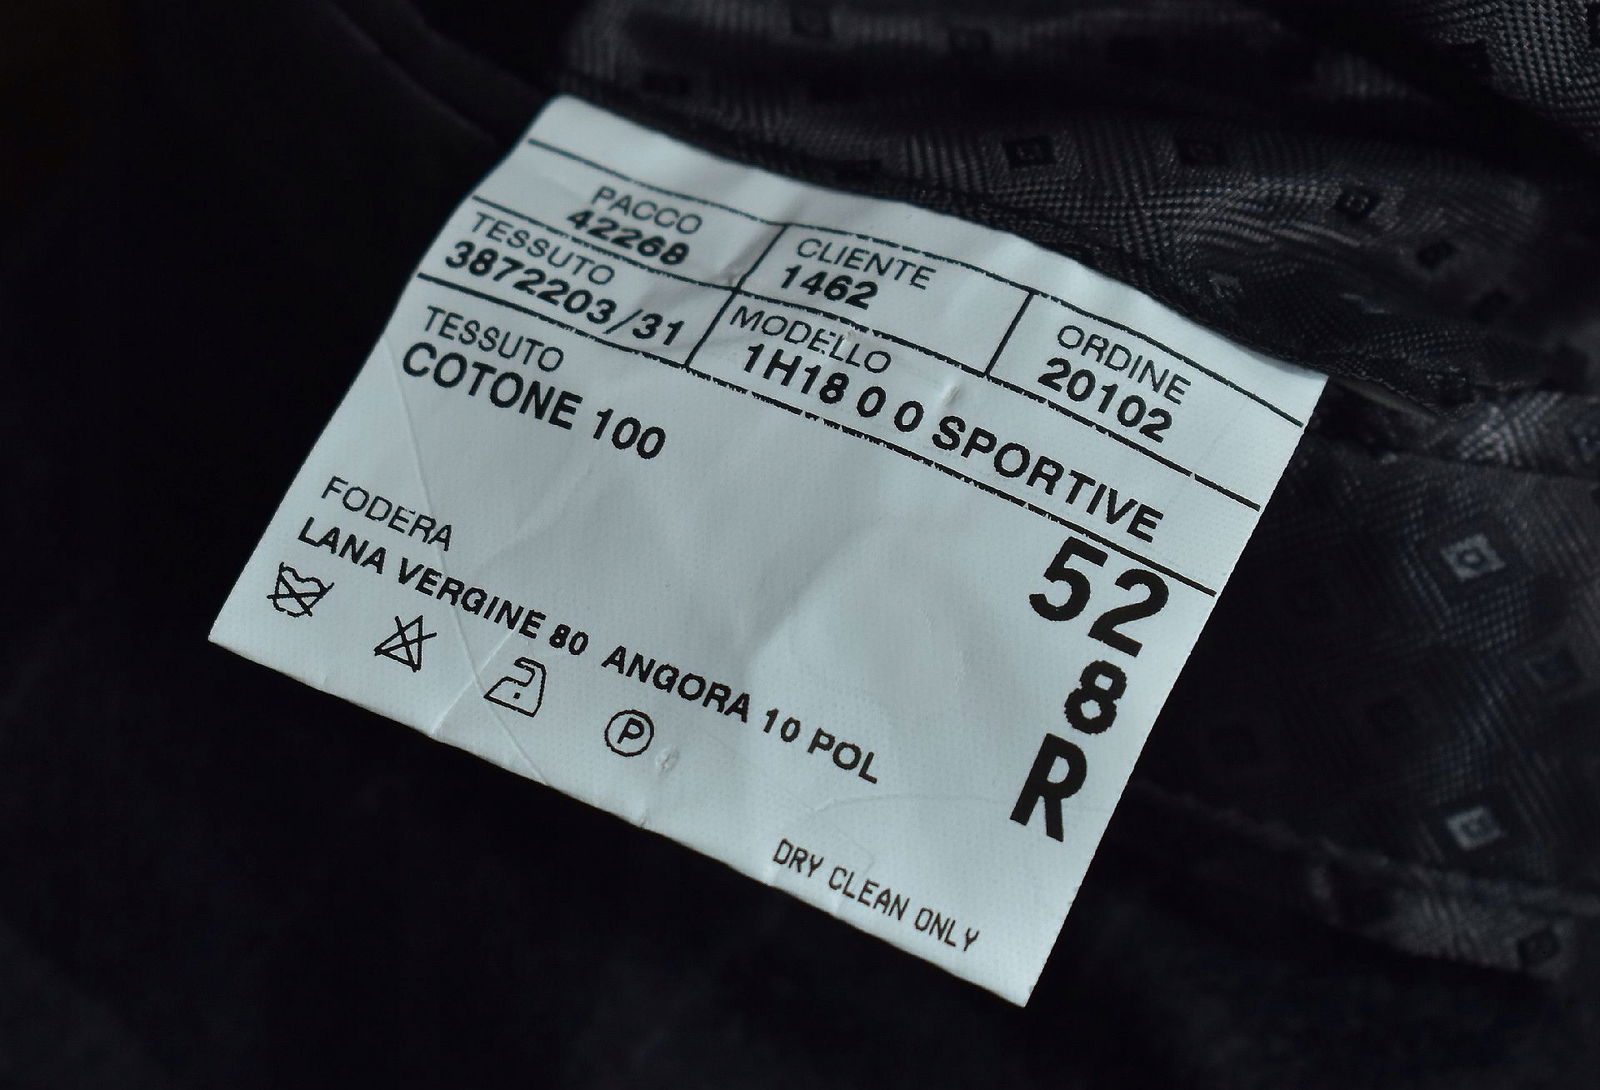 PACCO
42268
CLIENTE
1462
ORDINE
20102
TESSUTO
3872203/31
MODELLO
1H18 0 0 SPORTIVE
TESSUTO
COTONE 100
52
8
R
FODERA
LANA VERGINE 80 ANGORA 10 POL
P
DRY CLEAN ONLY